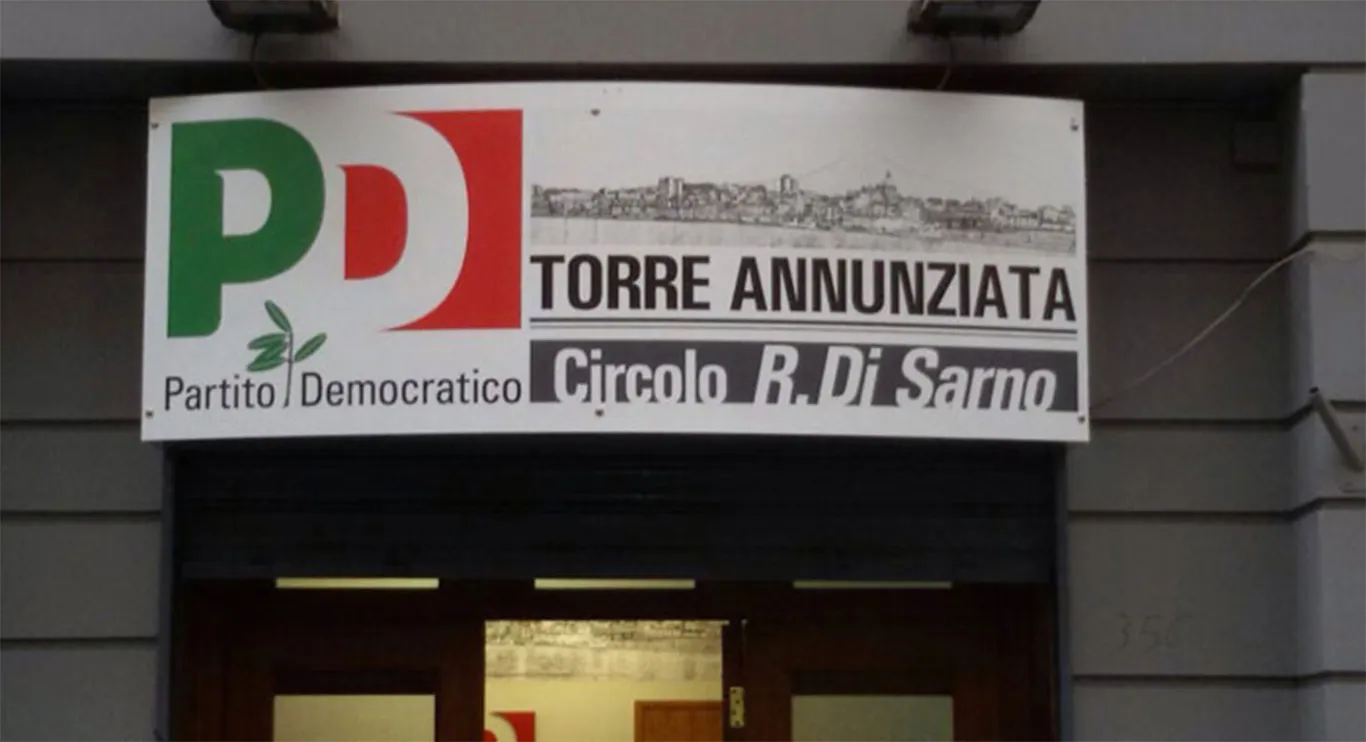 PD
Partito Democratico
TORRE ANNUNZIATA
Circolo R. Di Sarno